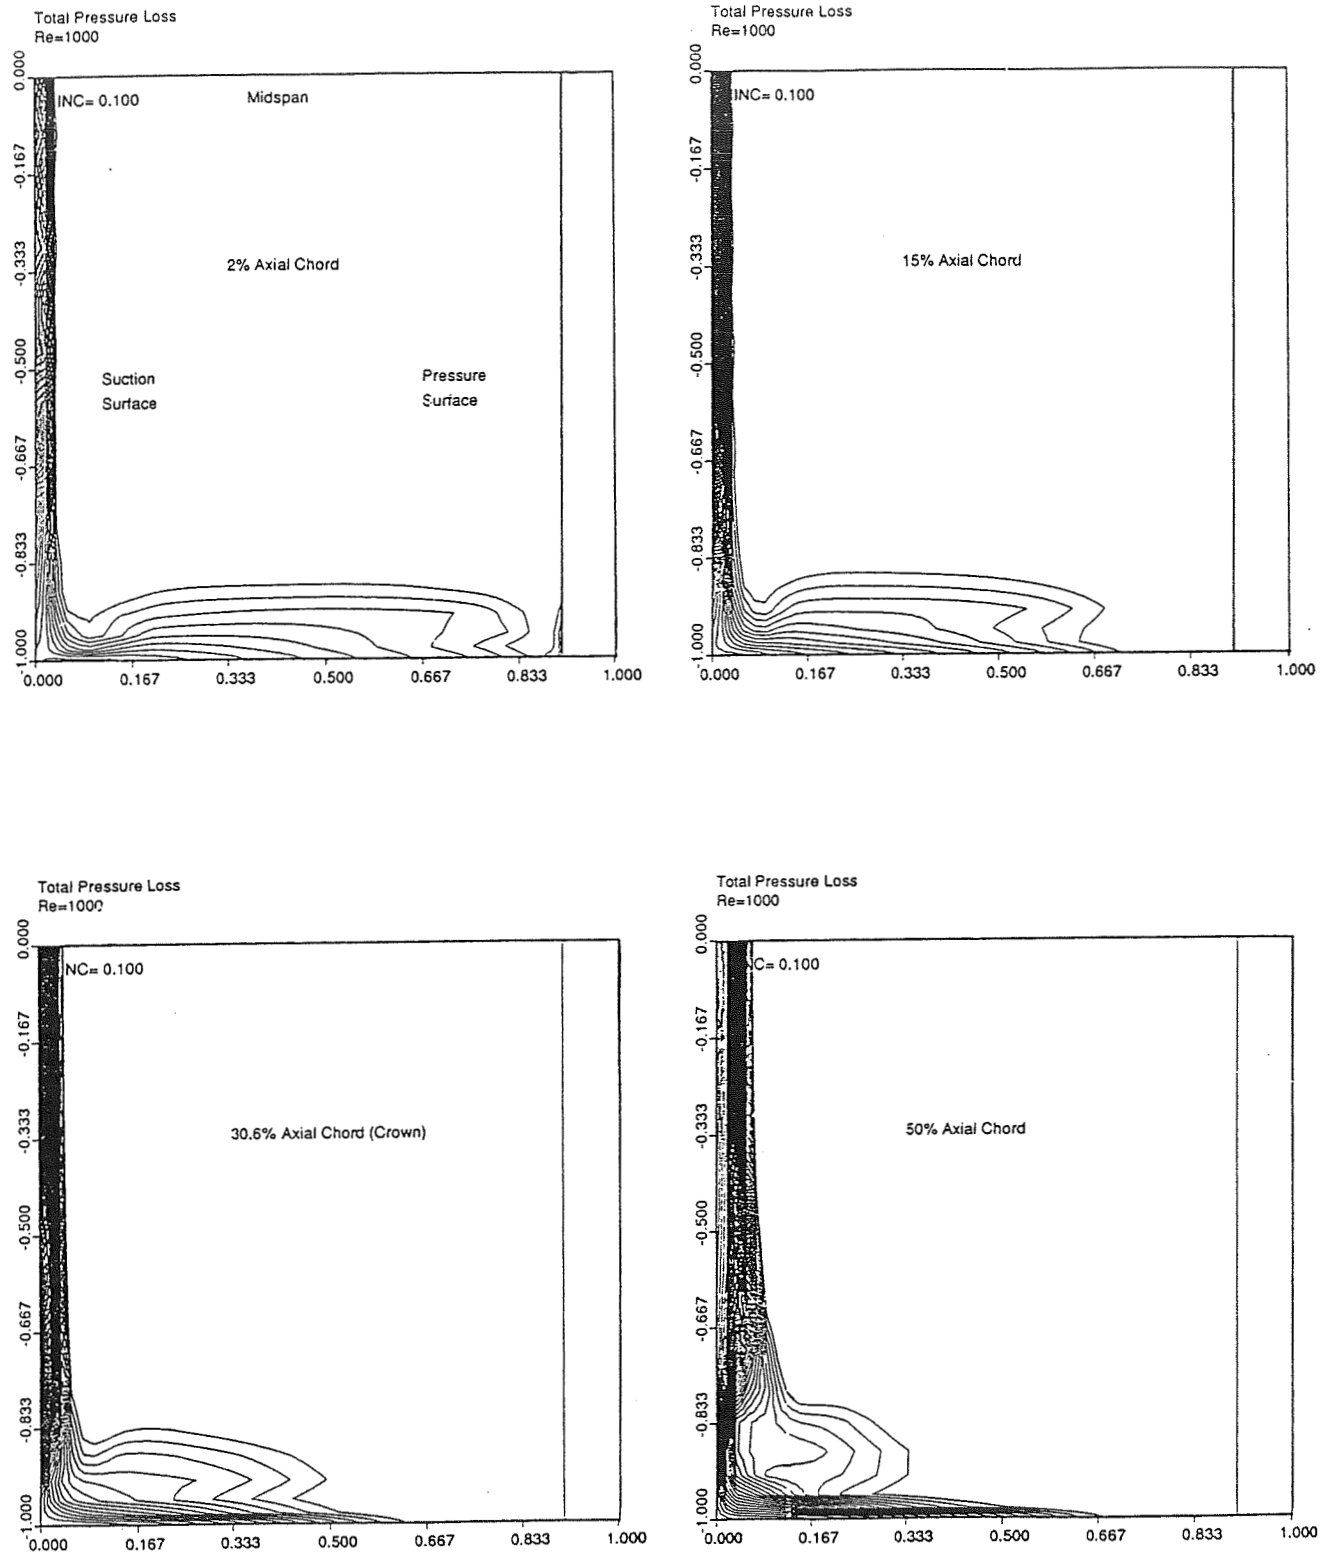 Total Pressure Loss
Re=1000
0.000
-0.167
-0.333
-0.500
-0.667
-0.833
-1.000
INC= 0.100
Midspan
2% Axial Chord
Suction
Surface
Pressure
Surface
0.000 0.167 0.333 0.500 0.667 0.833 1.000
Total Pressure Loss
Re=1000
0.000
-0.167
-0.333
-0.500
-0.667
-0.833
-1.000
INC= 0.100
15% Axial Chord
0.000 0.167 0.333 0.500 0.667 0.833 1.000
Total Pressure Loss
Re=1000
0.000
-0.167
-0.333
-0.500
-0.667
-0.833
-1.000
NC= 0.100
30.6% Axial Chord (Crown)
0.000 0.167 0.333 0.500 0.667 0.833 1.000
Total Pressure Loss
Re=1000
0.000
-0.167
-0.333
-0.500
-0.667
-0.833
-1.000
NC= 0.100
50% Axial Chord
0.000 0.167 0.333 0.500 0.667 0.833 1.000